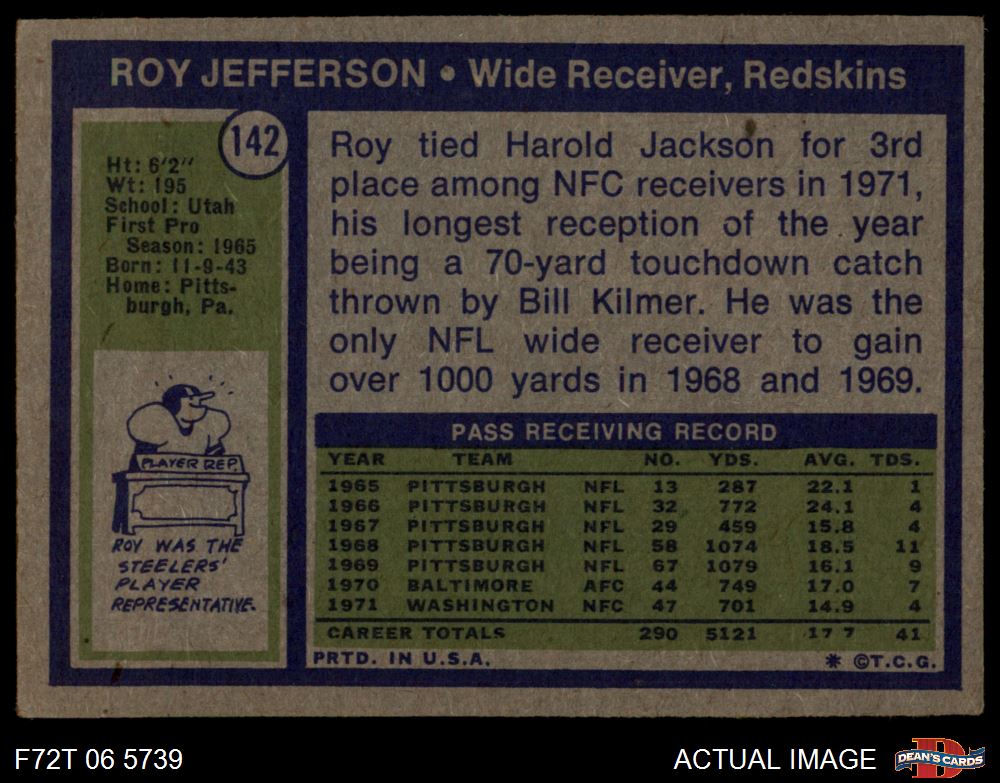 ROY JEFFERSON • Wide Receiver, Redskins
142
Ht: 6'2"
Wt: 195
School: Utah
First Pro
Season: 1965
Born: 11-9-43
Home: Pitts-
burgh, Pa.
PLAYER REP.
ROY WAS THE
STEELERS'
PLAYER
REPRESENTATIVE.
Roy tied Harold Jackson for 3rd
place among NFC receivers in 1971,
his longest reception of the year
being a 70-yard touchdown catch
thrown by Bill Kilmer. He was the
only NFL wide receiver to gain
over 1000 yards in 1968 and 1969.
PASS RECEIVING RECORD
YEAR TEAM NO. YDS. AVG. TDS.
1965 PITTSBURGH NFL 13 287 22.1 1
1966 PITTSBURGH NFL 32 772 24.1 4
1967 PITTSBURGH NFL 29 459 15.8 4
1968 PITTSBURGH NFL 58 1074 18.5 11
1969 PITTSBURGH NFL 67 1079 16.1 9
1970 BALTIMORE AFC 44 749 17.0 7
1971 WASHINGTON NFC 47 701 14.9 4
CAREER TOTALS 290 5121 17 7 41
PRTD. IN U.S.A. * ©T.C.G.
F72T 06 5739 ACTUAL IMAGE
D
DEAN'S CARDS